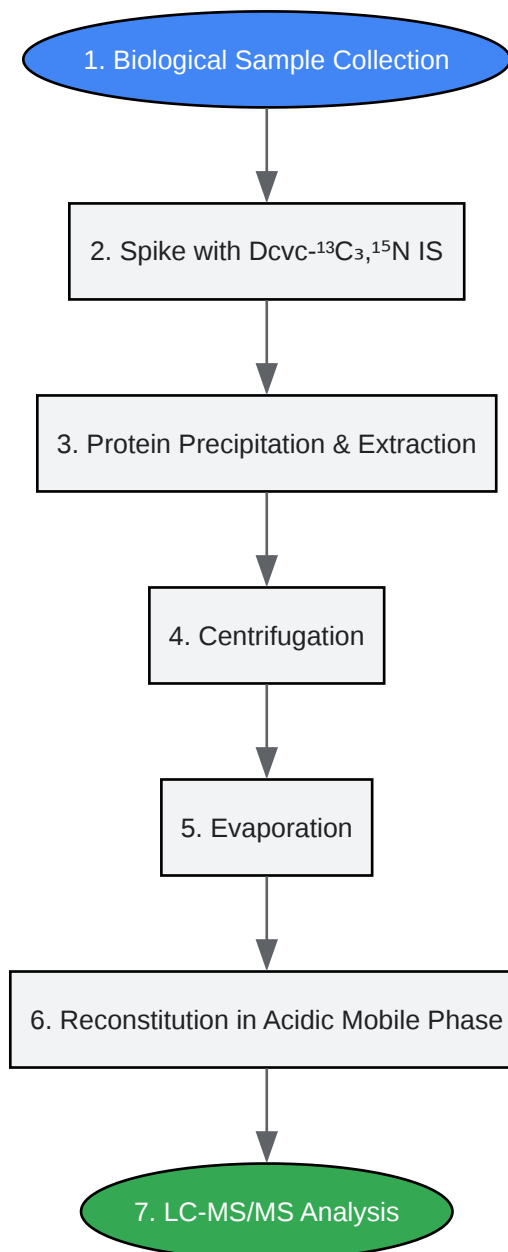 1. Biological Sample Collection
2. Spike with Dcvc-¹³C₃,¹⁵N IS
3. Protein Precipitation & Extraction
4. Centrifugation
5. Evaporation
6. Reconstitution in Acidic Mobile Phase
7. LC-MS/MS Analysis